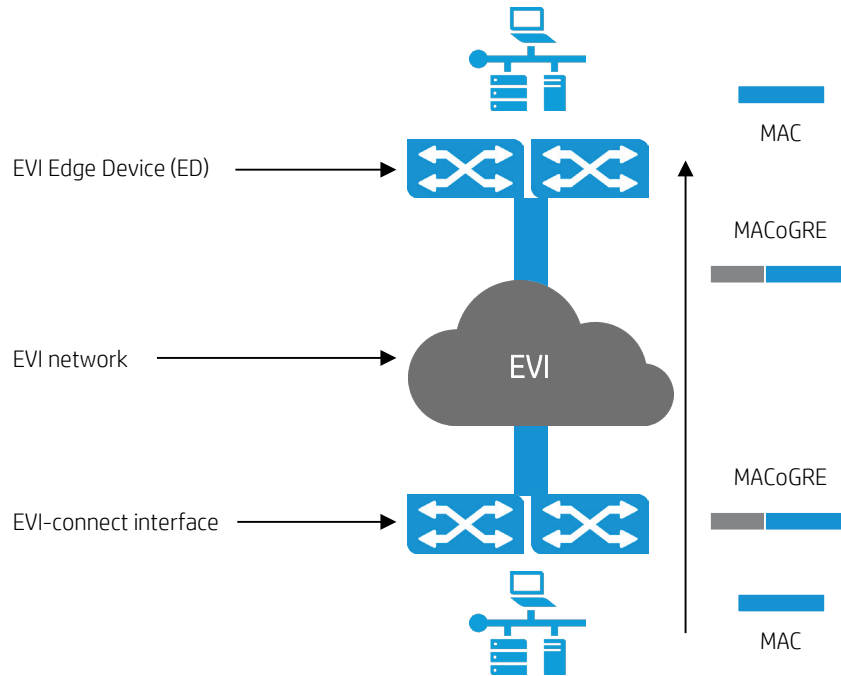 MAC
EVI Edge Device (ED)
MACoGRE
EVI network
EVI
MACoGRE
EVI-connect interface
MAC